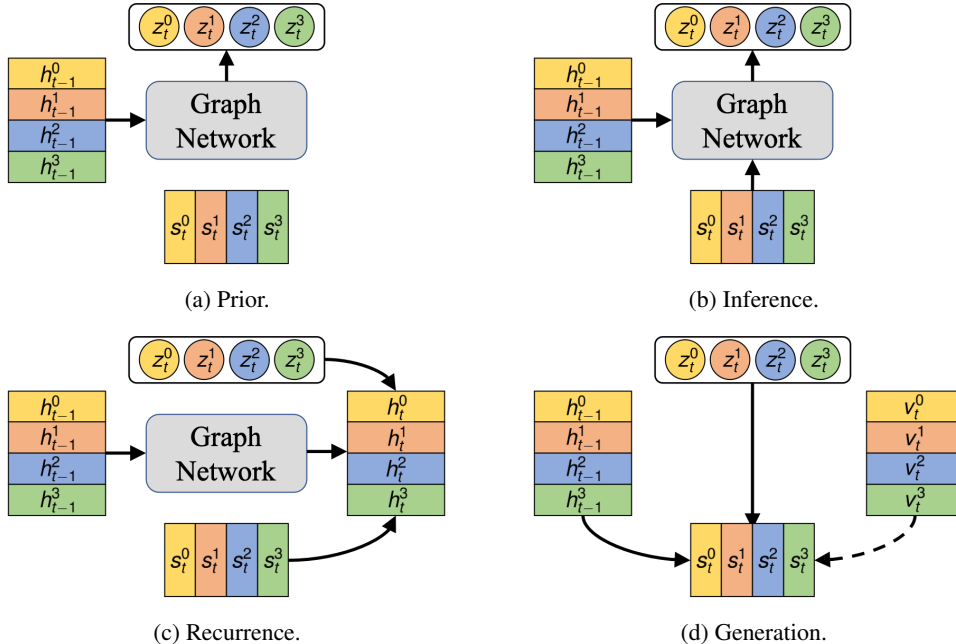 z_t^0 z_t^1 z_t^2 z_t^3
h_{t-1}^0
h_{t-1}^1
h_{t-1}^2
h_{t-1}^3
Graph
Network
s_t^0 s_t^1 s_t^2 s_t^3
(a) Prior.
z_t^0 z_t^1 z_t^2 z_t^3
h_{t-1}^0
h_{t-1}^1
h_{t-1}^2
h_{t-1}^3
Graph
Network
s_t^0 s_t^1 s_t^2 s_t^3
(b) Inference.
z_t^0 z_t^1 z_t^2 z_t^3
h_{t-1}^0
h_{t-1}^1
h_{t-1}^2
h_{t-1}^3
Graph
Network
h_t^0
h_t^1
h_t^2
h_t^3
s_t^0 s_t^1 s_t^2 s_t^3
(c) Recurrence.
z_t^0 z_t^1 z_t^2 z_t^3
h_{t-1}^0
h_{t-1}^1
h_{t-1}^2
h_{t-1}^3
v_t^0
v_t^1
v_t^2
v_t^3
s_t^0 s_t^1 s_t^2 s_t^3
(d) Generation.